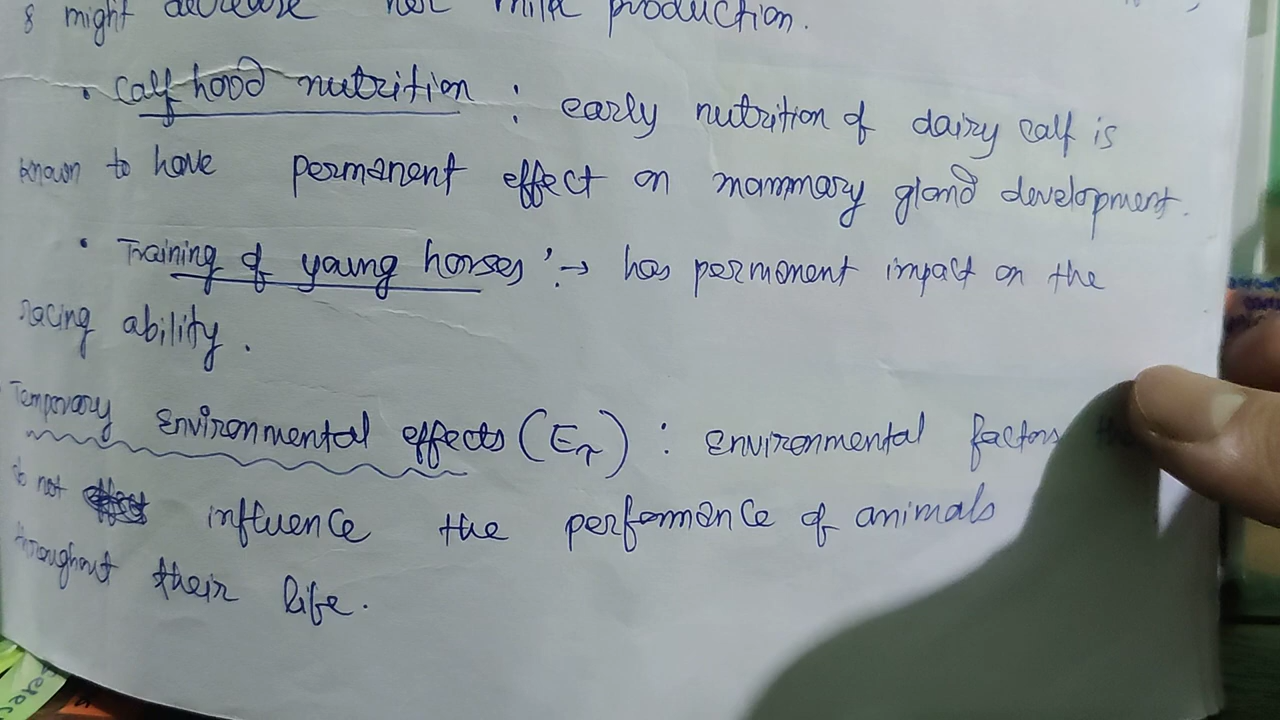 & might decrease her milk production.
• Calf hood nutrition : early nutrition of dairy calf is
known to have permanent effect on mammary gland development.
• Training of young horses :→ has permanent impact on the
racing ability.
Temporary Environmental effects (ET) : Environmental factors
do not influence the performance of animals
throughout their life.